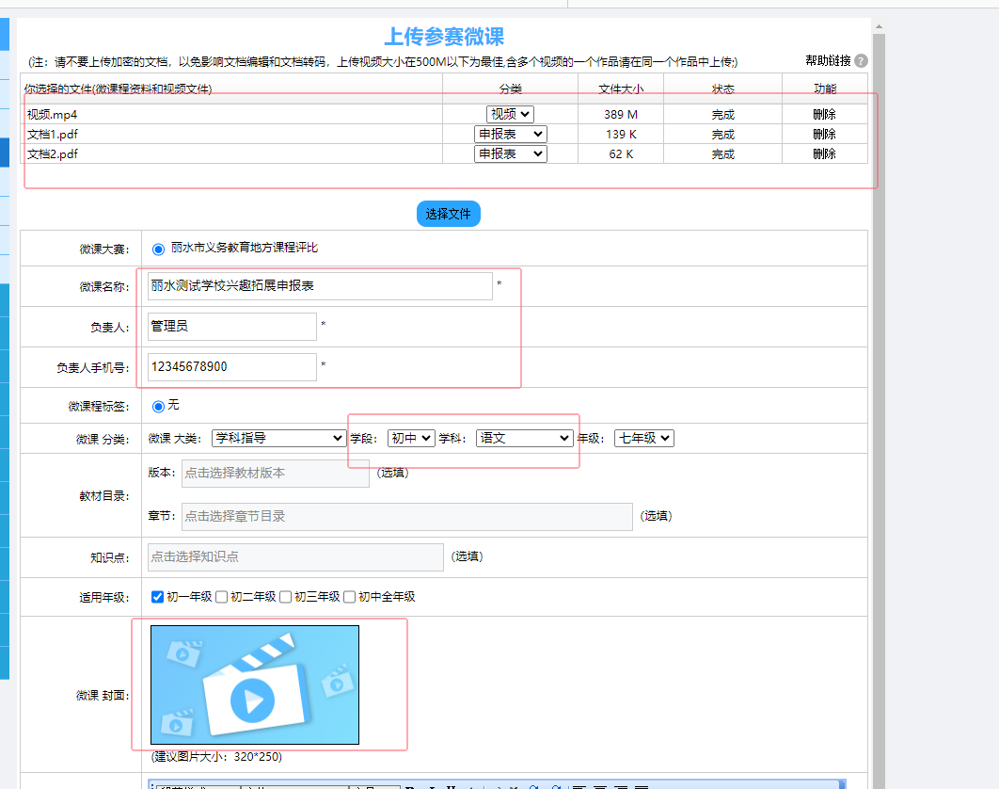 上传参赛微课
(注：请不要上传加密的文档，以免影响文档编辑和文档转码，上传视频大小在500M以下为最佳,含多个视频的一个作品请在同一个作品中上传;)
帮助链接 ?
你选择的文件(微课程资料和视频文件) 分类 文件大小 状态 功能
视频.mp4 视频 389 M 完成 删除
文档1.pdf 申报表 139 K 完成 删除
文档2.pdf 申报表 62 K 完成 删除
选择文件
微课大赛: 丽水市义务教育地方课程评比
微课名称: 丽水测试学校兴趣拓展申报表 *
负责人: 管理员 *
负责人手机号: 12345678900 *
微课程标签: 无
微课 分类: 微课 大类: 学科指导 学段: 初中 学科: 语文 年级: 七年级
教材目录: 版本: 点击选择教材版本 (选填)
章节: 点击选择章节目录 (选填)
知识点: 点击选择知识点 (选填)
适用年级: 初一年级 初二年级 初三年级 初中全年级
微课 封面:
(建议图片大小: 320*250)